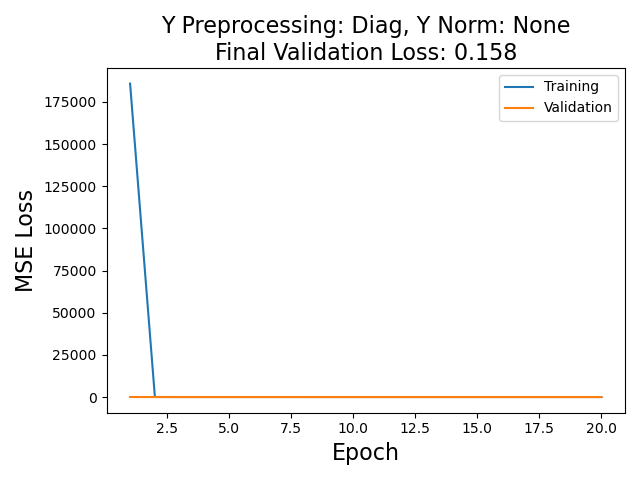 Y Preprocessing: Diag, Y Norm: None
Final Validation Loss: 0.158
Training
Validation
MSE Loss
175000
150000
125000
100000
75000
50000
25000
0
2.5 5.0 7.5 10.0 12.5 15.0 17.5 20.0
Epoch